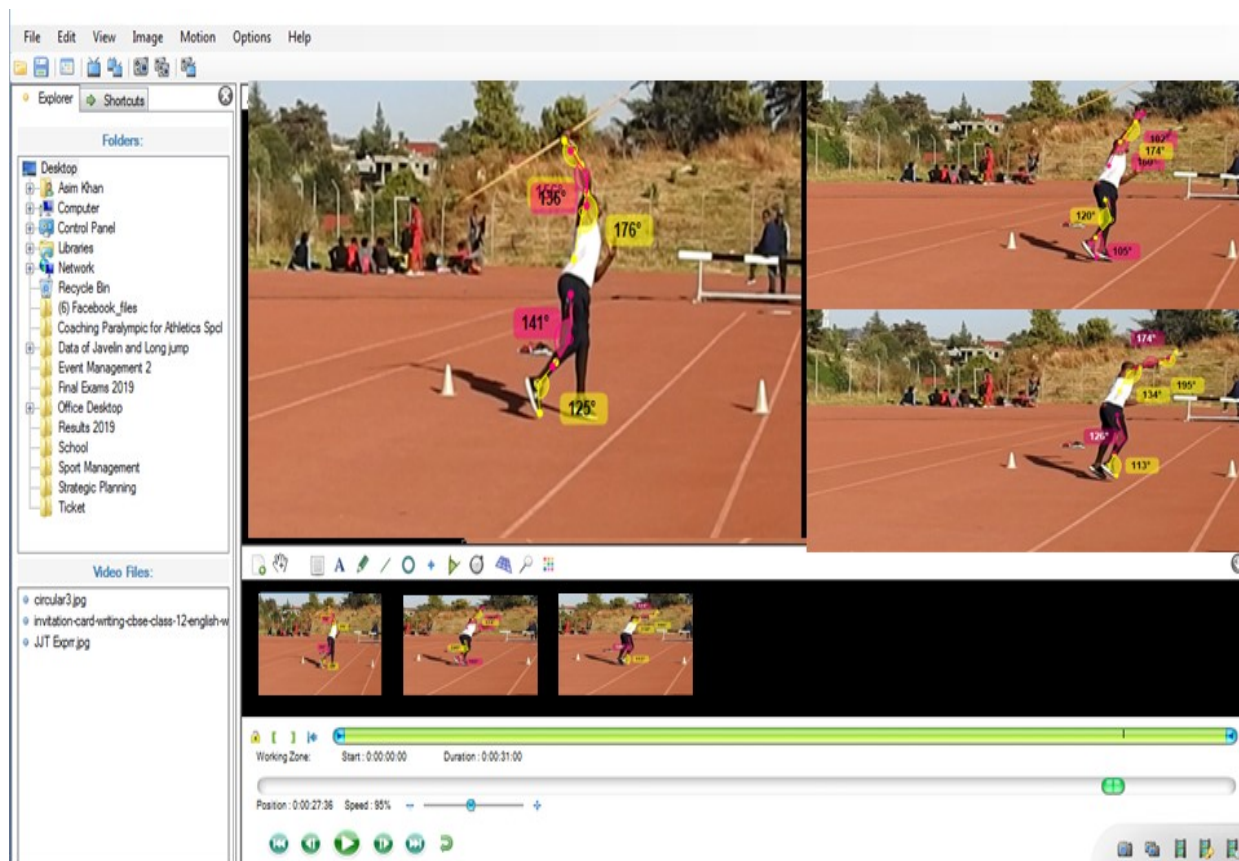 File Edit View Image Motion Options Help
Explorer Shortcuts
Folders:
Desktop
Asim Khan
Computer
Control Panel
Libraries
Network
Recycle Bin
(6) Facebook_files
Coaching Paralympic for Athletics Spcl
Data of Javelin and Long jump
Event Management 2
Final Exams 2019
Office Desktop
Results 2019
School
Sport Management
Strategic Planning
Ticket
Video Files:
circular3.jpg
invitation-card-writing-cbse-class-12-english-w
JJT Exprr.jpg
136°
176°
141°
125°
174°
120°
105°
174°
195°
134°
126°
113°
Working Zone: Start : 0:00:00:00 Duration : 0:00:31:00
Position : 0:00:27:36 Speed : 95%